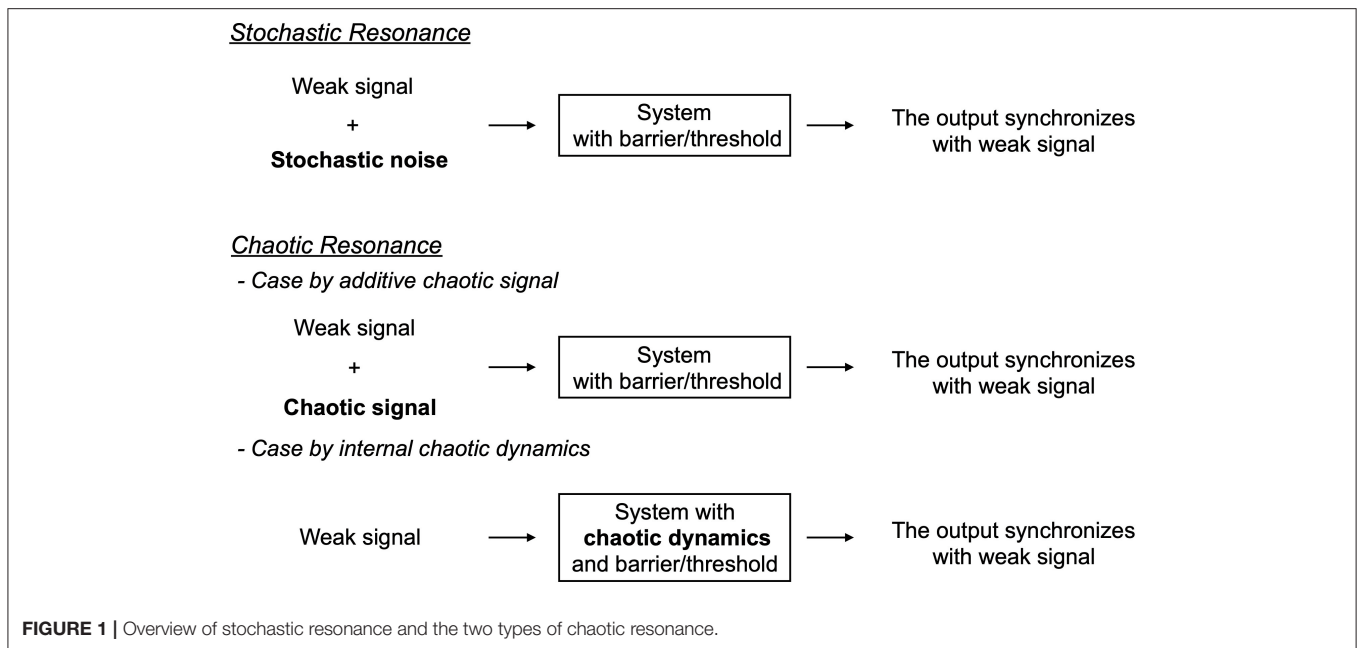 Stochastic Resonance
Weak signal
+
Stochastic noise
System
with barrier/threshold
The output synchronizes
with weak signal
Chaotic Resonance
- Case by additive chaotic signal
Weak signal
+
Chaotic signal
System
with barrier/threshold
The output synchronizes
with weak signal
- Case by internal chaotic dynamics
Weak signal
System with
chaotic dynamics
and barrier/threshold
The output synchronizes
with weak signal
FIGURE 1 | Overview of stochastic resonance and the two types of chaotic resonance.